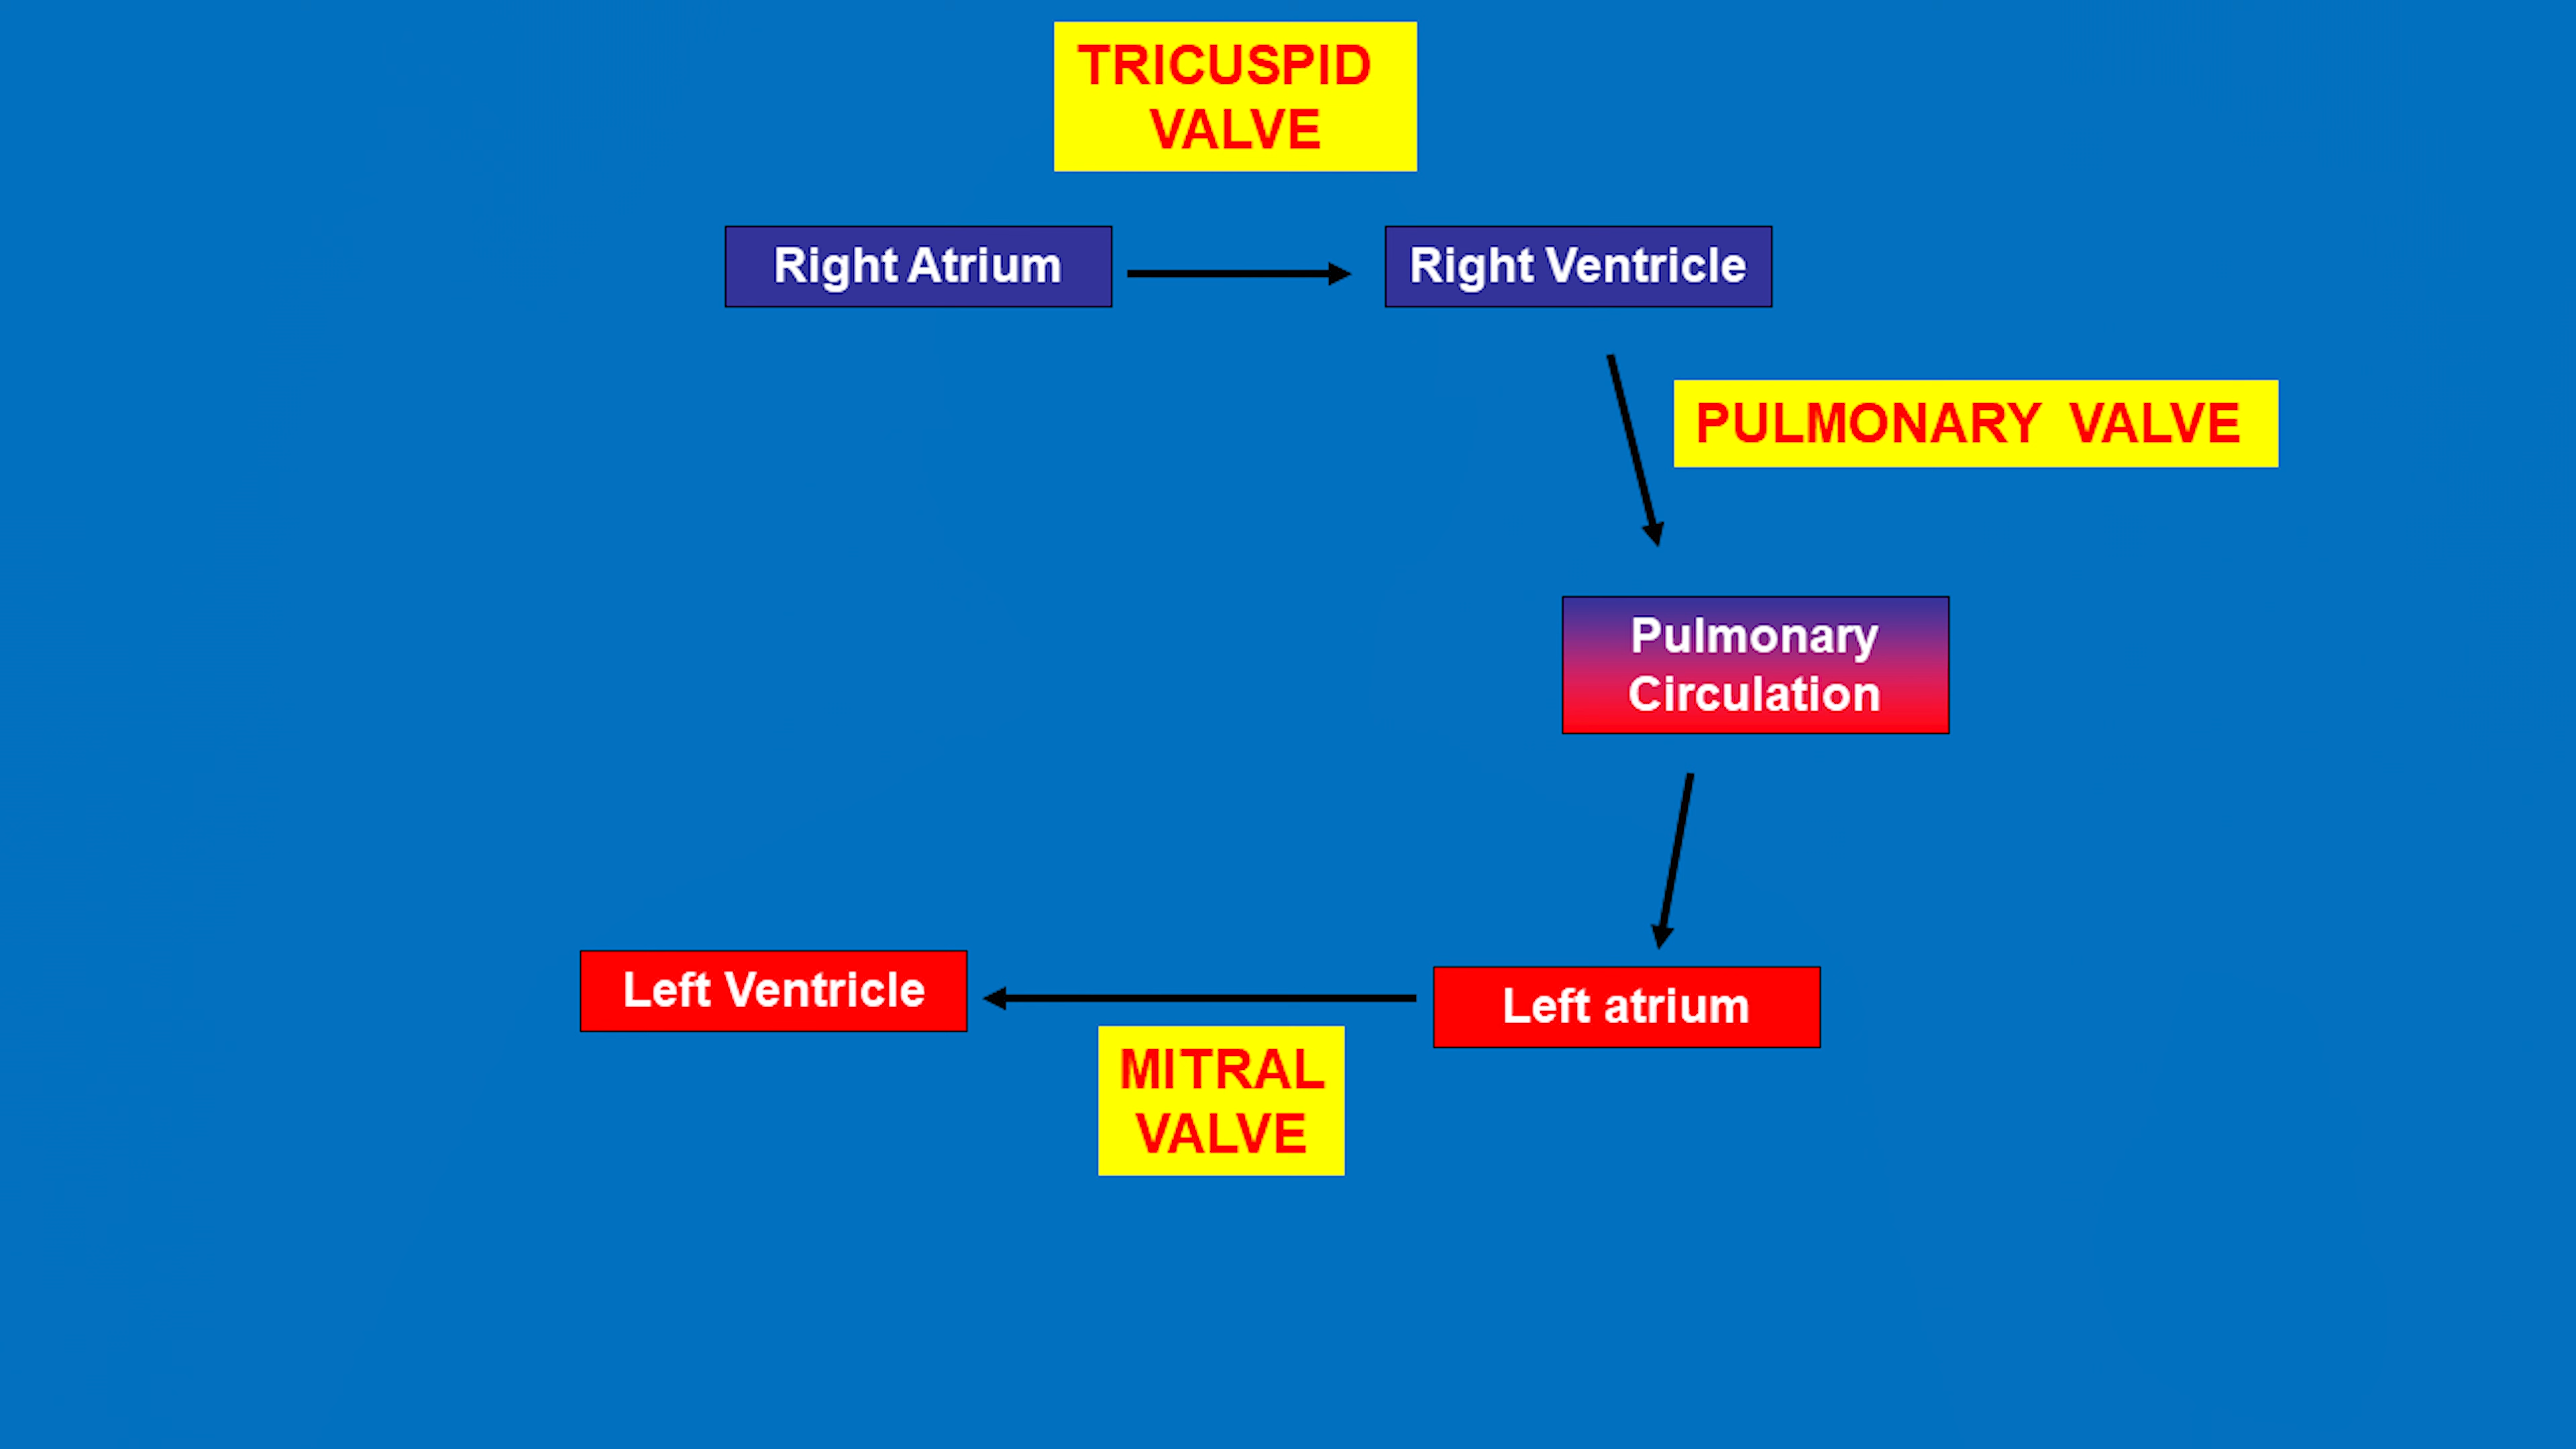 TRICUSPID
VALVE
Right Atrium
Right Ventricle
PULMONARY VALVE
Pulmonary
Circulation
Left Ventricle
Left atrium
MITRAL
VALVE